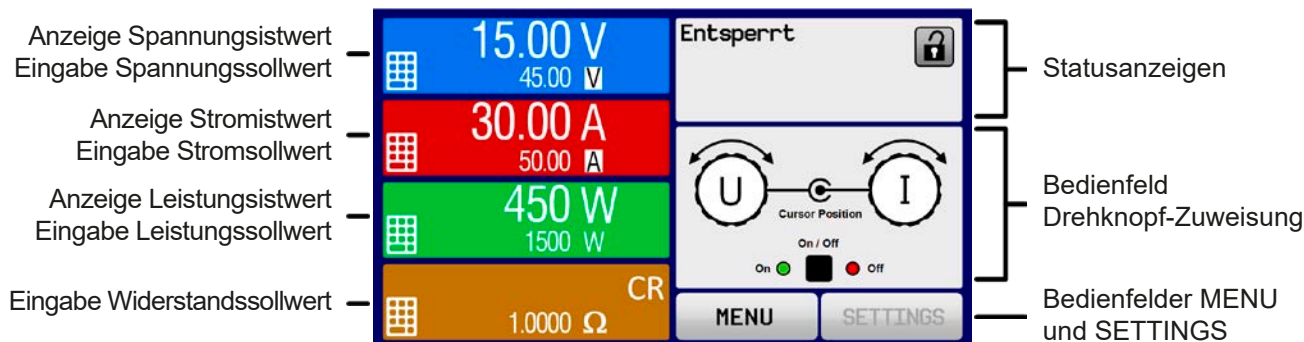 Anzeige Spannungsistwert
Eingabe Spannungssollwert
Anzeige Stromistwert
Eingabe Stromsollwert
Anzeige Leistungsistwert
Eingabe Leistungssollwert
Eingabe Widerstandssollwert
15.00 V
45.00 V
30.00 A
50.00 A
450 W
1500 W
CR
1.0000 Ω
Entsperrt
U
I
Cursor Position
On / Off
On
Off
MENU
SETTINGS
Statusanzeigen
Bedienfeld
Drehknopf-Zuweisung
Bedienfelder MENU
und SETTINGS